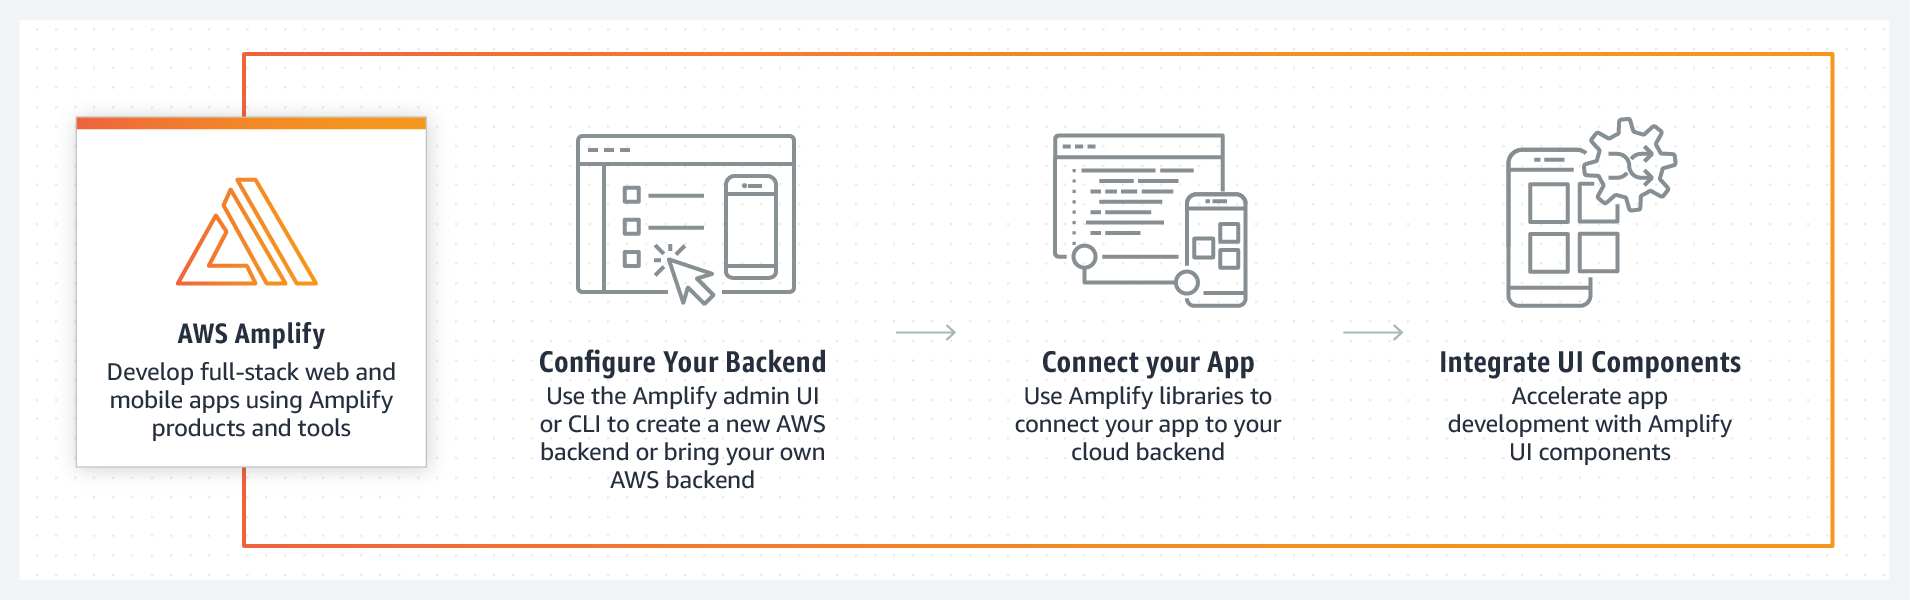 AWS Amplify
Develop full-stack web and
mobile apps using Amplify
products and tools
Configure Your Backend
Use the Amplify admin UI
or CLI to create a new AWS
backend or bring your own
AWS backend
Connect your App
Use Amplify libraries to
connect your app to your
cloud backend
Integrate UI Components
Accelerate app
development with Amplify
UI components